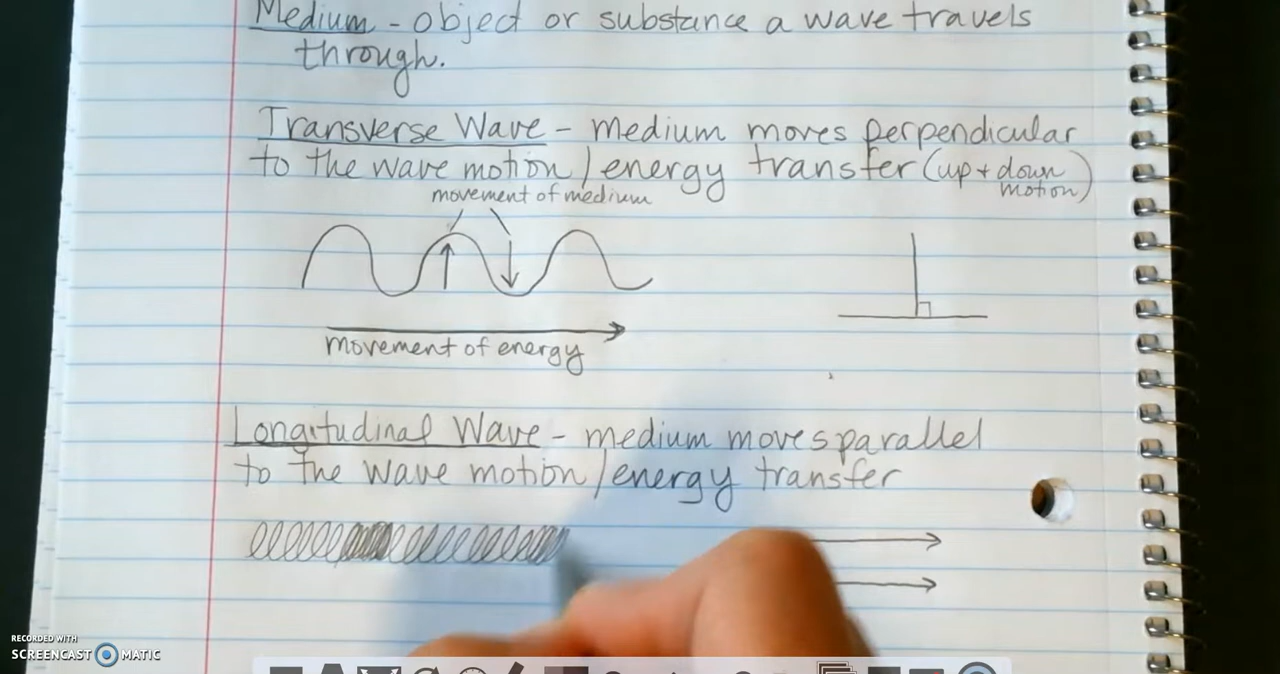 Medium - object or substance a wave travels
through.
Transverse Wave - medium moves perpendicular
to the wave motion/energy transfer (up + down
motion)
movement of medium
movement of energy
Longitudinal Wave - medium moves parallel
to the wave motion/energy transfer
RECORDED WITH
SCREENCAST MATIC